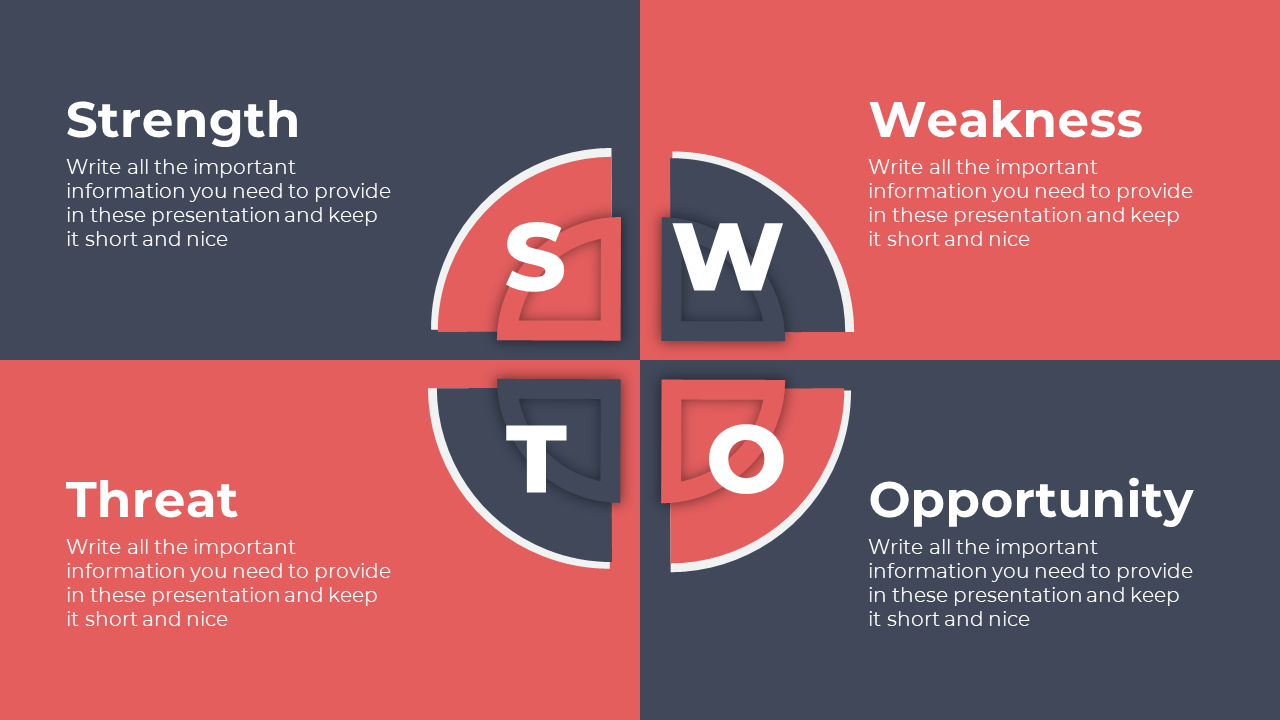 Strength
Write all the important
information you need to provide
in these presentation and keep
it short and nice
Weakness
Write all the important
information you need to provide
in these presentation and keep
it short and nice
S
W
T
O
Threat
Write all the important
information you need to provide
in these presentation and keep
it short and nice
Opportunity
Write all the important
information you need to provide
in these presentation and keep
it short and nice